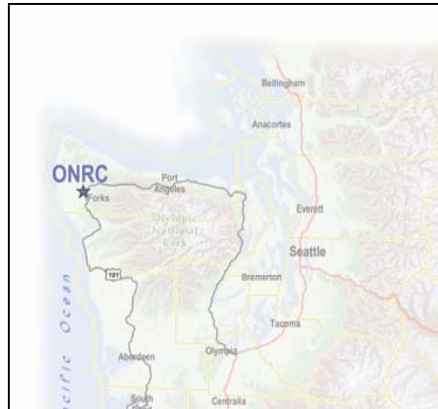 Bellingham
Anacortes
ONRC
Port
Angeles
Forks
Olympic
National
Park
Everett
Seattle
Bremerton
101
cific Ocean
Tacoma
Aberdeen
Olympia
South
Centralia